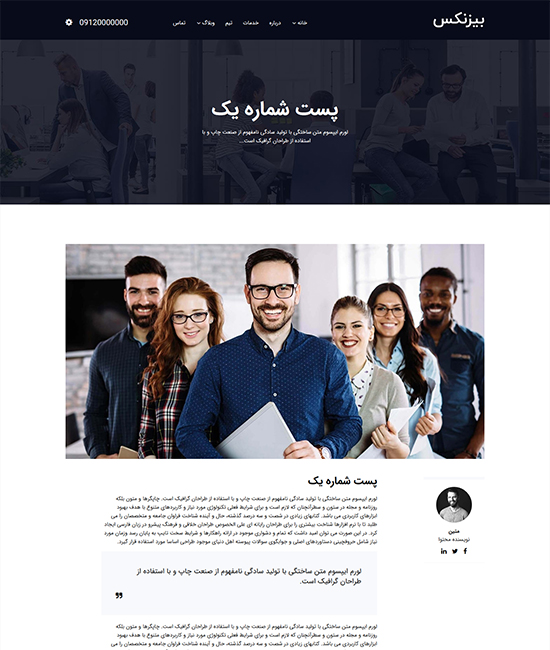 بیزنکس
خانه درباره خدمات تیم وبلاگ تماس
09120000000
پست شماره یک
لورم ایپسوم متن ساختگی با تولید سادگی نامفهوم از صنعت چاپ و با
استفاده از طراحان گرافیک است...
پست شماره یک
لورم ایپسوم متن ساختگی با تولید سادگی نامفهوم از صنعت چاپ و با استفاده از طراحان گرافیک است. چاپگرها و متون بلکه
روزنامه و مجله در ستون و سطرآنچنان که لازم است و برای شرایط فعلی تکنولوژی مورد نیاز و کاربردهای متنوع با هدف بهبود
ابزارهای کاربردی می باشد. کتابهای زیادی در شصت و سه درصد گذشته، حال و آینده شناخت فراوان جامعه و متخصصان را می
طلبد تا با نرم افزارها شناخت بیشتری را برای طراحان رایانه ای علی الخصوص طراحان خلاقی و فرهنگ پیشرو در زبان فارسی ایجاد
کرد. در این صورت می توان امید داشت که تمام و دشواری موجود در ارائه راهکارها و شرایط سخت تایپ به پایان رسد وزمان مورد
نیاز شامل حروفچینی دستاوردهای اصلی و جوابگوی سوالات پیوسته اهل دنیای موجود طراحی اساسا مورد استفاده قرار گیرد.
متین
نویسنده محتوا
لورم ایپسوم متن ساختگی با تولید سادگی نامفهوم از صنعت چاپ و با استفاده از
طراحان گرافیک است.
لورم ایپسوم متن ساختگی با تولید سادگی نامفهوم از صنعت چاپ و با استفاده از طراحان گرافیک است. چاپگرها و متون بلکه
روزنامه و مجله در ستون و سطرآنچنان که لازم است و برای شرایط فعلی تکنولوژی مورد نیاز و کاربردهای متنوع با هدف بهبود
ابزارهای کاربردی می باشد. کتابهای زیادی در شصت و سه درصد گذشته، حال و آینده شناخت فراوان جامعه و متخصصان را می